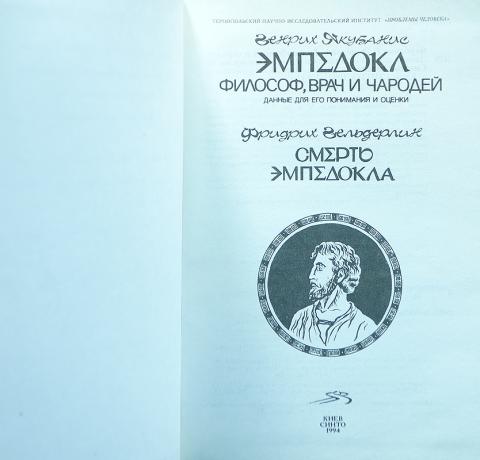 ТЕРНОПОЛЬСКИЙ НАУЧНО-ИССЛЕДОВАТЕЛЬСКИЙ ИНСТИТУТ «ПРОБЛЕМЫ ЧЕЛОВЕКА»
Генрих Якубанис
ЭМПЕДОКЛ
ФИЛОСОФ, ВРАЧ И ЧАРОДЕЙ
ДАННЫЕ ДЛЯ ЕГО ПОНИМАНИЯ И ОЦЕНКИ
Фридрих Гельдерлин
СМЕРТЬ
ЭМПЕДОКЛА
КИЕВ
СИНТО
1994